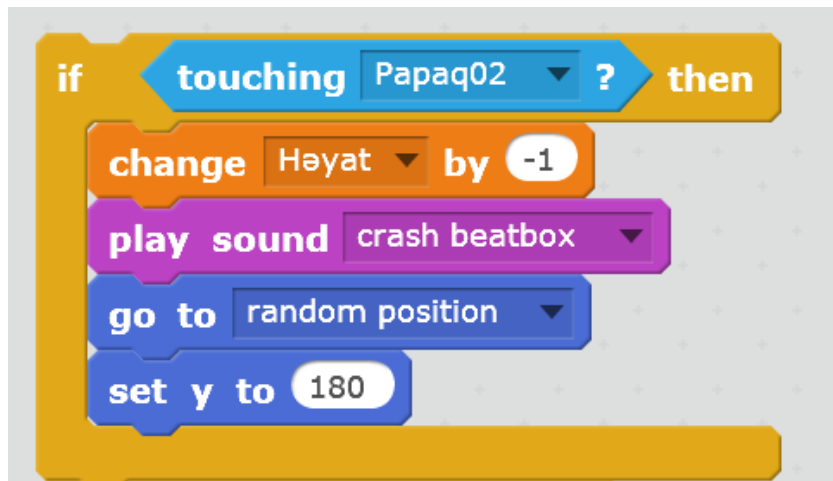 if touching Papaq02 ? then
change Həyat by -1
play sound crash beatbox
go to random position
set y to 180